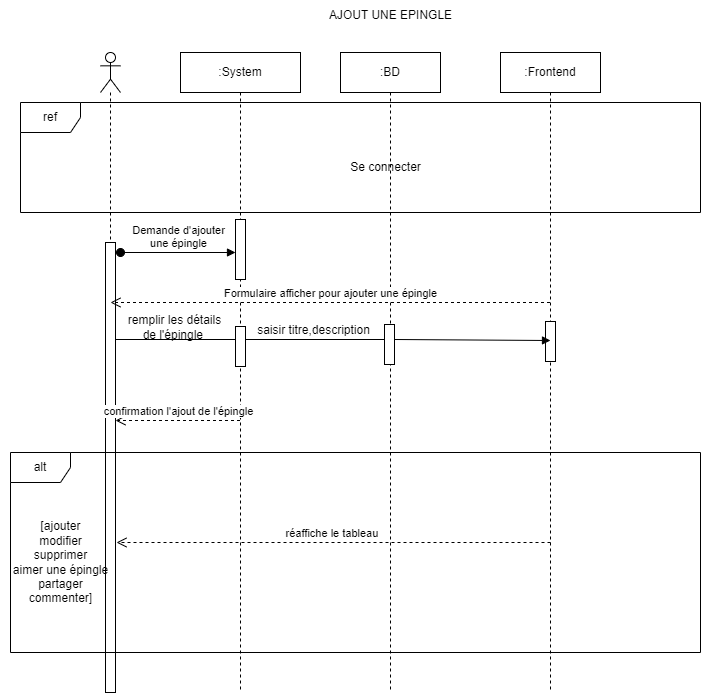 AJOUT UNE EPINGLE
:System
:BD
:Frontend
ref
Se connecter
Demande d'ajouter
une épingle
Formulaire afficher pour ajouter une épingle
remplir les détails
de l'épingle
saisir titre,description
confirmation l'ajout de l'épingle
alt
[ajouter
modifier
supprimer
aimer une épingle
partager
commenter]
réaffiche le tableau